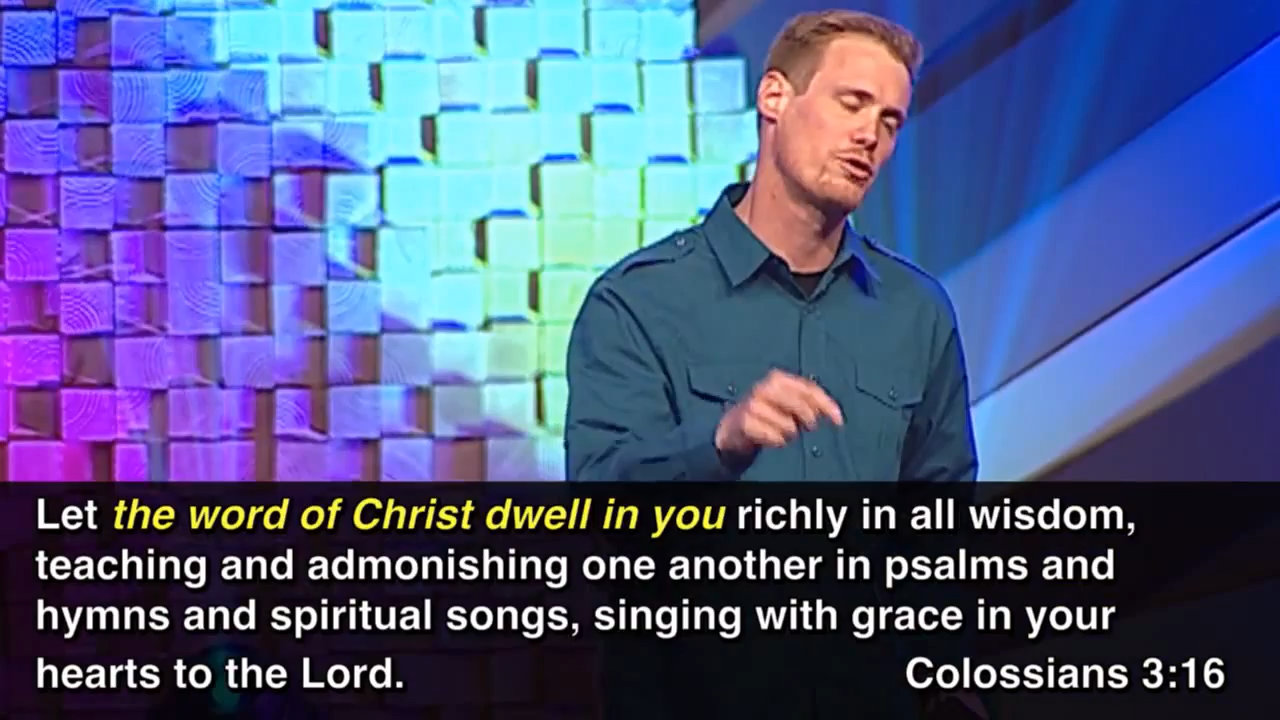 Let the word of Christ dwell in you richly in all wisdom,
teaching and admonishing one another in psalms and
hymns and spiritual songs, singing with grace in your
hearts to the Lord. Colossians 3:16